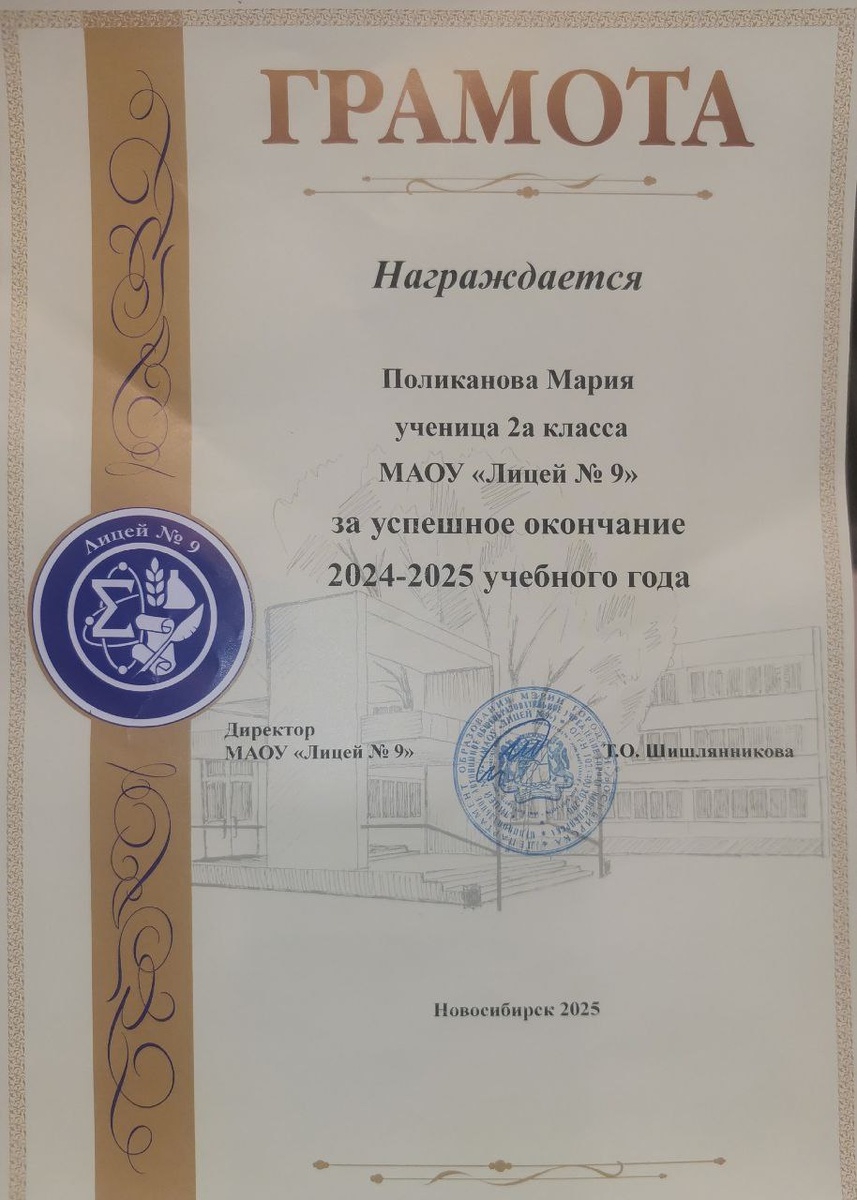 ГРАМОТА
Награждается
Поликанова Мария
ученица 2а класса
МАОУ «Лицей № 9»
за успешное окончание
2024-2025 учебного года
Лицей № 9
Директор
МАОУ «Лицей № 9»
Т.О. Шишлянникова
Новосибирск 2025